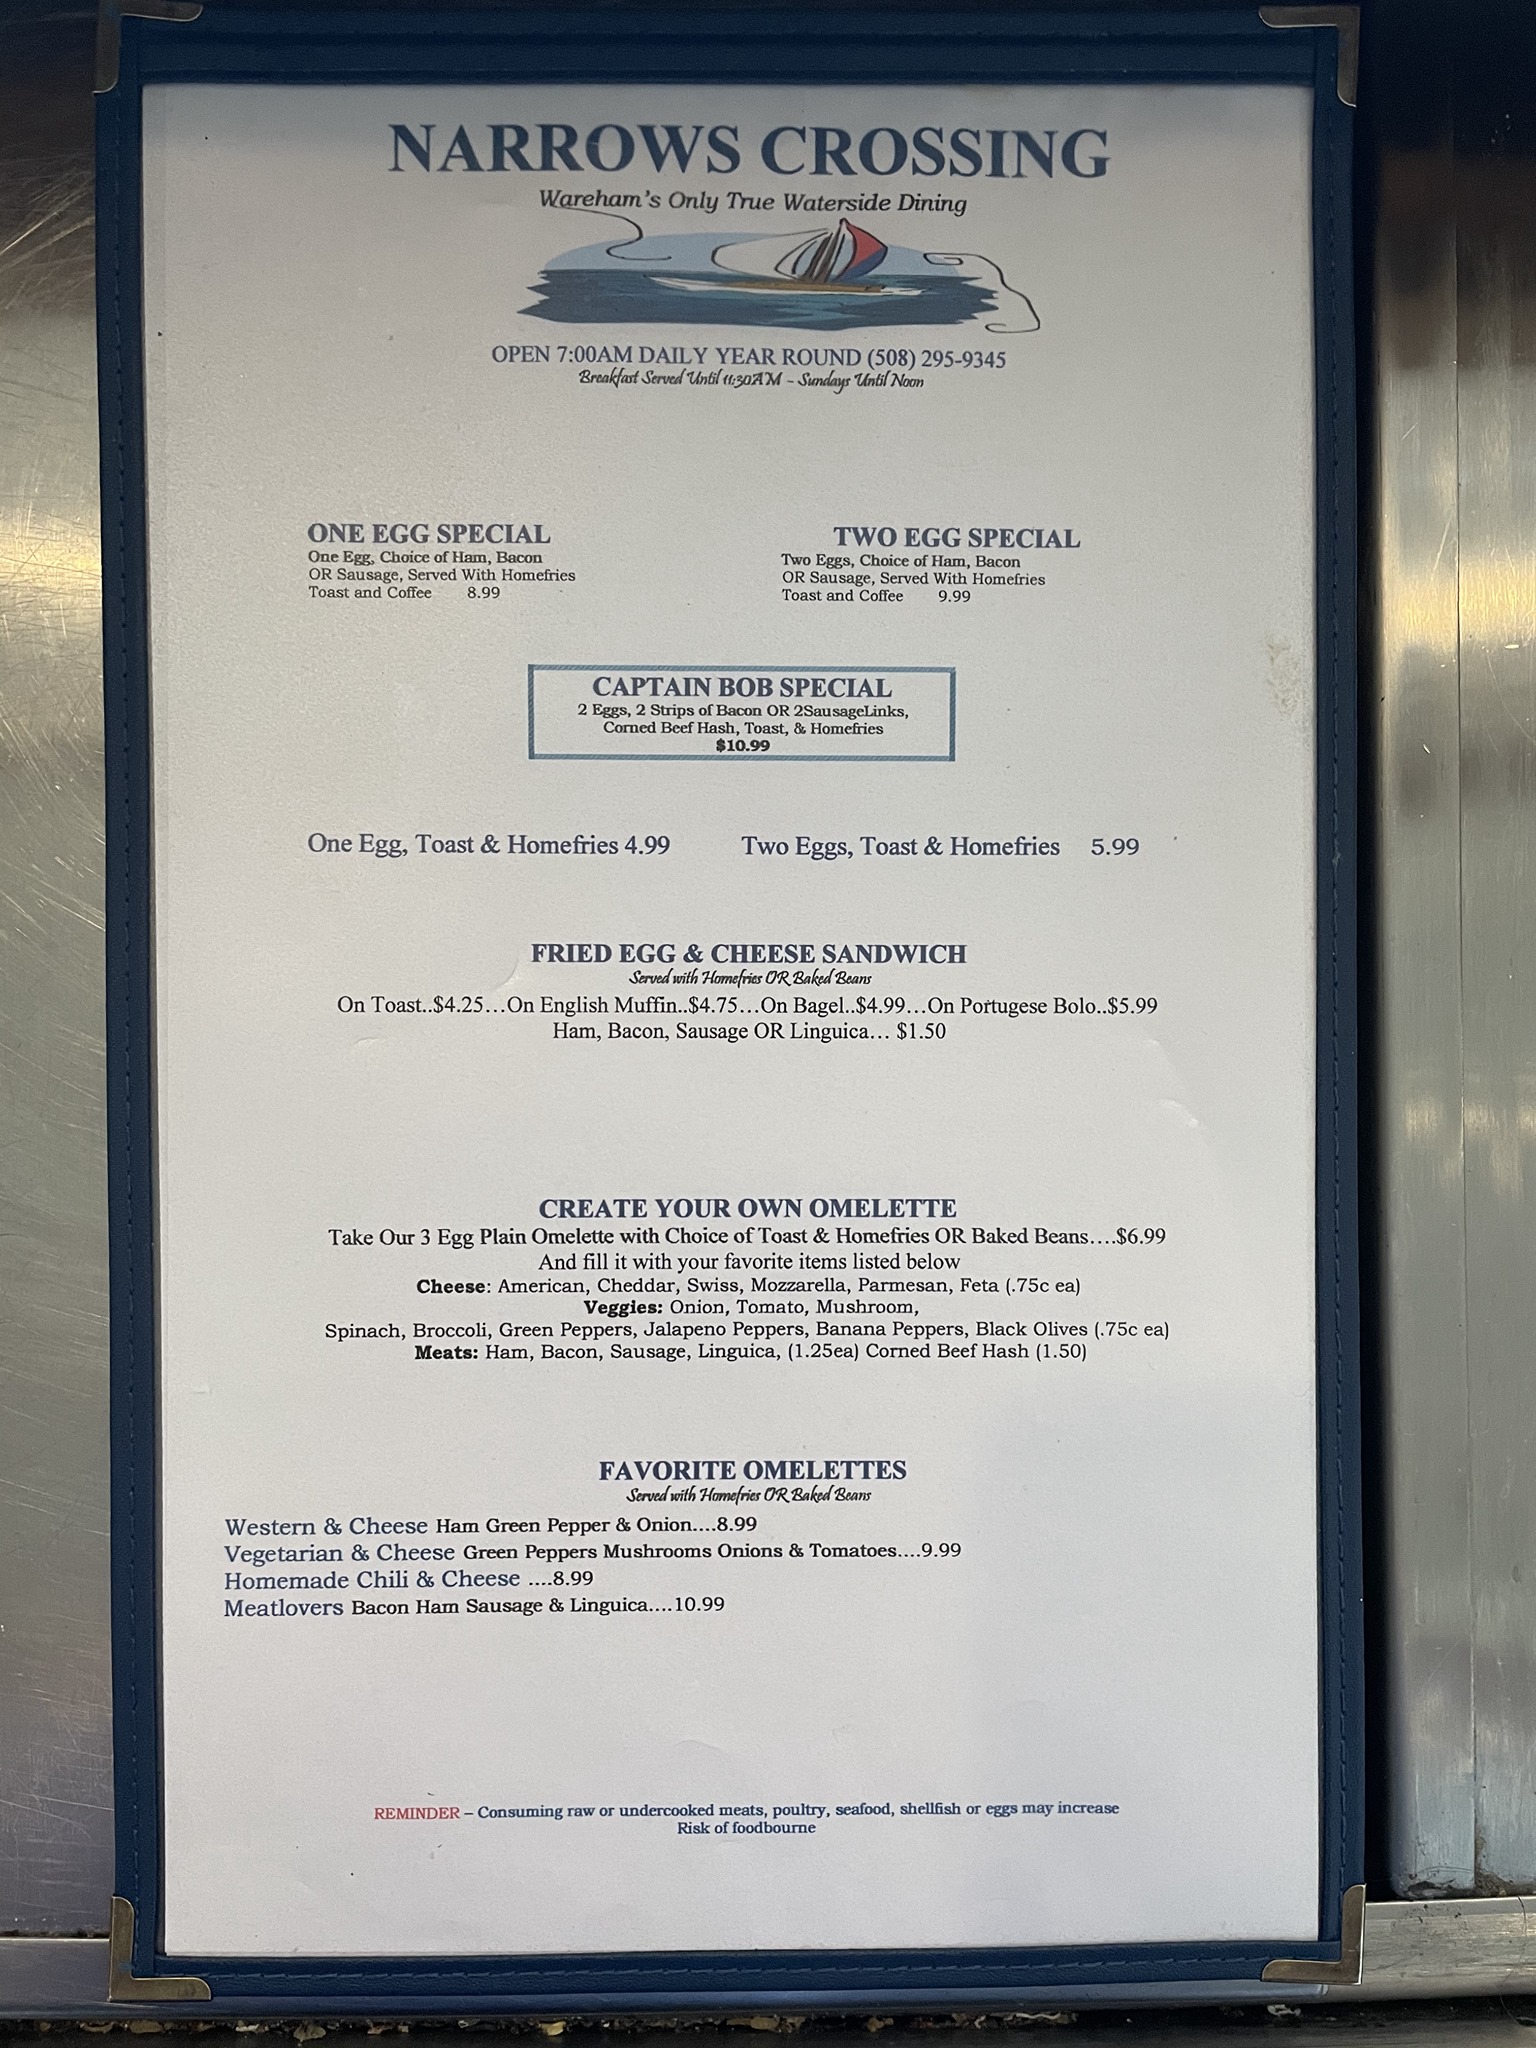 NARROWS CROSSING
Wareham's Only True Waterside Dining
OPEN 7:00AM DAILY YEAR ROUND (508) 295-9345
Breakfast Served Until 11:30AM - Sundays Until Noon
ONE EGG SPECIAL
One Egg, Choice of Ham, Bacon
OR Sausage, Served With Homefries
Toast and Coffee 8.99
TWO EGG SPECIAL
Two Eggs, Choice of Ham, Bacon
OR Sausage, Served With Homefries
Toast and Coffee 9.99
CAPTAIN BOB SPECIAL
2 Eggs, 2 Strips of Bacon OR 2SausageLinks,
Corned Beef Hash, Toast, & Homefries
$10.99
One Egg, Toast & Homefries 4.99
Two Eggs, Toast & Homefries 5.99
FRIED EGG & CHEESE SANDWICH
Served with Homefries OR Baked Beans
On Toast..$4.25…On English Muffin..$4.75…On Bagel..$4.99…On Portugese Bolo..$5.99
Ham, Bacon, Sausage OR Linguica… $1.50
CREATE YOUR OWN OMELETTE
Take Our 3 Egg Plain Omelette with Choice of Toast & Homefries OR Baked Beans….$6.99
And fill it with your favorite items listed below
Cheese: American, Cheddar, Swiss, Mozzarella, Parmesan, Feta (.75c ea)
Veggies: Onion, Tomato, Mushroom,
Spinach, Broccoli, Green Peppers, Jalapeno Peppers, Banana Peppers, Black Olives (.75c ea)
Meats: Ham, Bacon, Sausage, Linguica, (1.25ea) Corned Beef Hash (1.50)
FAVORITE OMELETTES
Served with Homefries OR Baked Beans
Western & Cheese Ham Green Pepper & Onion....8.99
Vegetarian & Cheese Green Peppers Mushrooms Onions & Tomatoes....9.99
Homemade Chili & Cheese ....8.99
Meatlovers Bacon Ham Sausage & Linguica....10.99
REMINDER – Consuming raw or undercooked meats, poultry, seafood, shellfish or eggs may increase
Risk of foodbourne